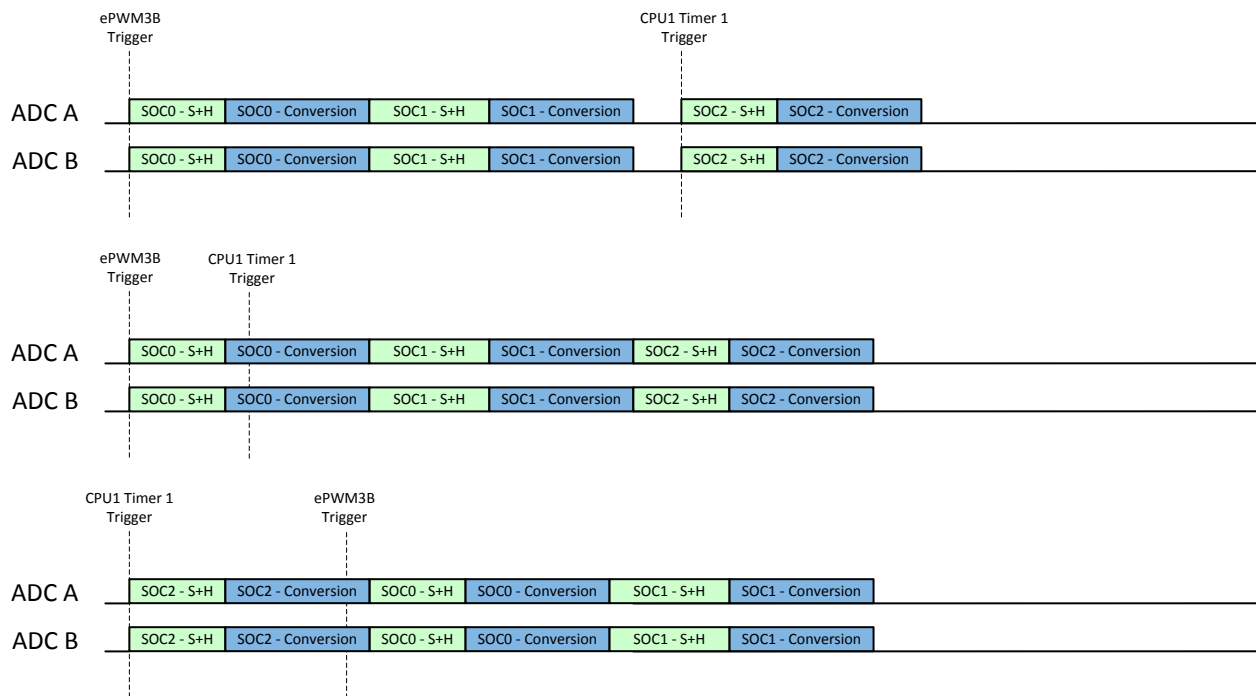 ePWM3B CPU1 Timer 1
Trigger Trigger
ADC A SOC0 - S+H SOC0 - Conversion SOC1 - S+H SOC1 - Conversion SOC2 - S+H SOC2 - Conversion
ADC B SOC0 - S+H SOC0 - Conversion SOC1 - S+H SOC1 - Conversion SOC2 - S+H SOC2 - Conversion
ePWM3B CPU1 Timer 1
Trigger Trigger
ADC A SOC0 - S+H SOC0 - Conversion SOC1 - S+H SOC1 - Conversion SOC2 - S+H SOC2 - Conversion
ADC B SOC0 - S+H SOC0 - Conversion SOC1 - S+H SOC1 - Conversion SOC2 - S+H SOC2 - Conversion
CPU1 Timer 1 ePWM3B
Trigger Trigger
ADC A SOC2 - S+H SOC2 - Conversion SOC0 - S+H SOC0 - Conversion SOC1 - S+H SOC1 - Conversion
ADC B SOC2 - S+H SOC2 - Conversion SOC0 - S+H SOC0 - Conversion SOC1 - S+H SOC1 - Conversion